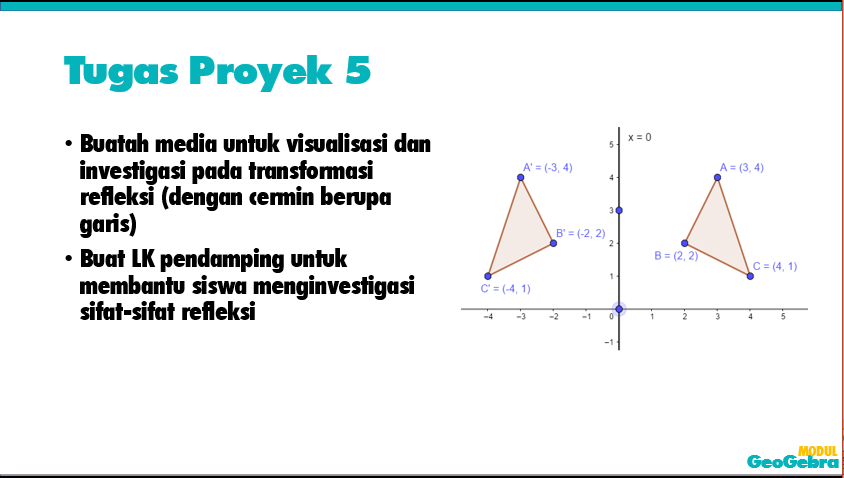 Tugas Proyek 5
• Buatah media untuk visualisasi dan
investigasi pada transformasi
refleksi (dengan cermin berupa
garis)
• Buat LK pendamping untuk
membantu siswa menginvestigasi
sifat-sifat refleksi
x = 0
5
A' = (-3, 4)
A = (3, 4)
4
3
B' = (-2, 2)
2
B = (2, 2)
C = (4, 1)
1
C' = (-4, 1)
−4 −3 −2 −1 0 1 2 3 4 5
−1
MODUL
GeoGebra